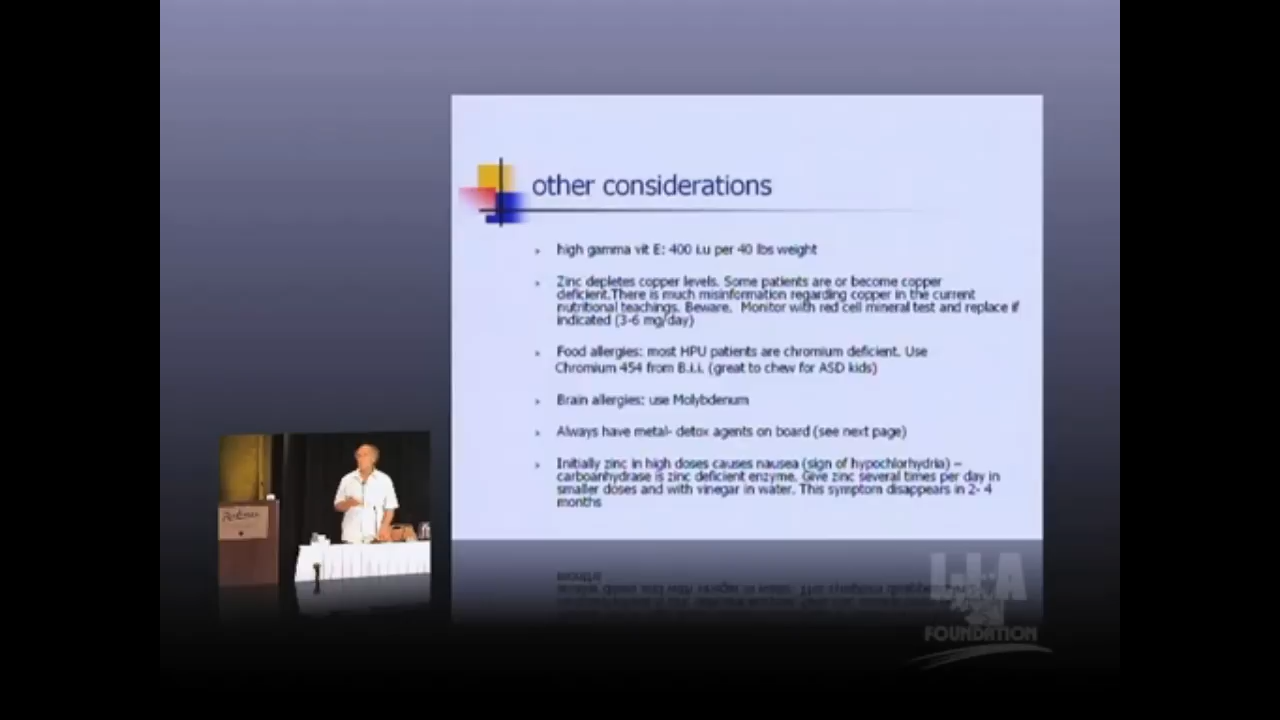 other considerations
high gamma vit E: 400 i.u per 40 lbs weight
Zinc depletes copper levels. Some patients are or become copper
deficient.There is much misinformation regarding copper in the current
nutritional teachings. Beware. Monitor with red cell mineral test and replace if
indicated (3-6 mg/day)
Food allergies: most HPU patients are chromium deficient. Use
Chromium 454 from B.i.i. (great to chew for ASD kids)
Brain allergies: use Molybdenum
Always have metal- detox agents on board (see next page)
Initially zinc in high doses causes nausea (sign of hypochlorhydria) –
carboanhydrase is zinc deficient enzyme. Give zinc several times per day in
smaller doses and with vinegar in water. This symptom disappears in 2- 4
months
FOUNDATION